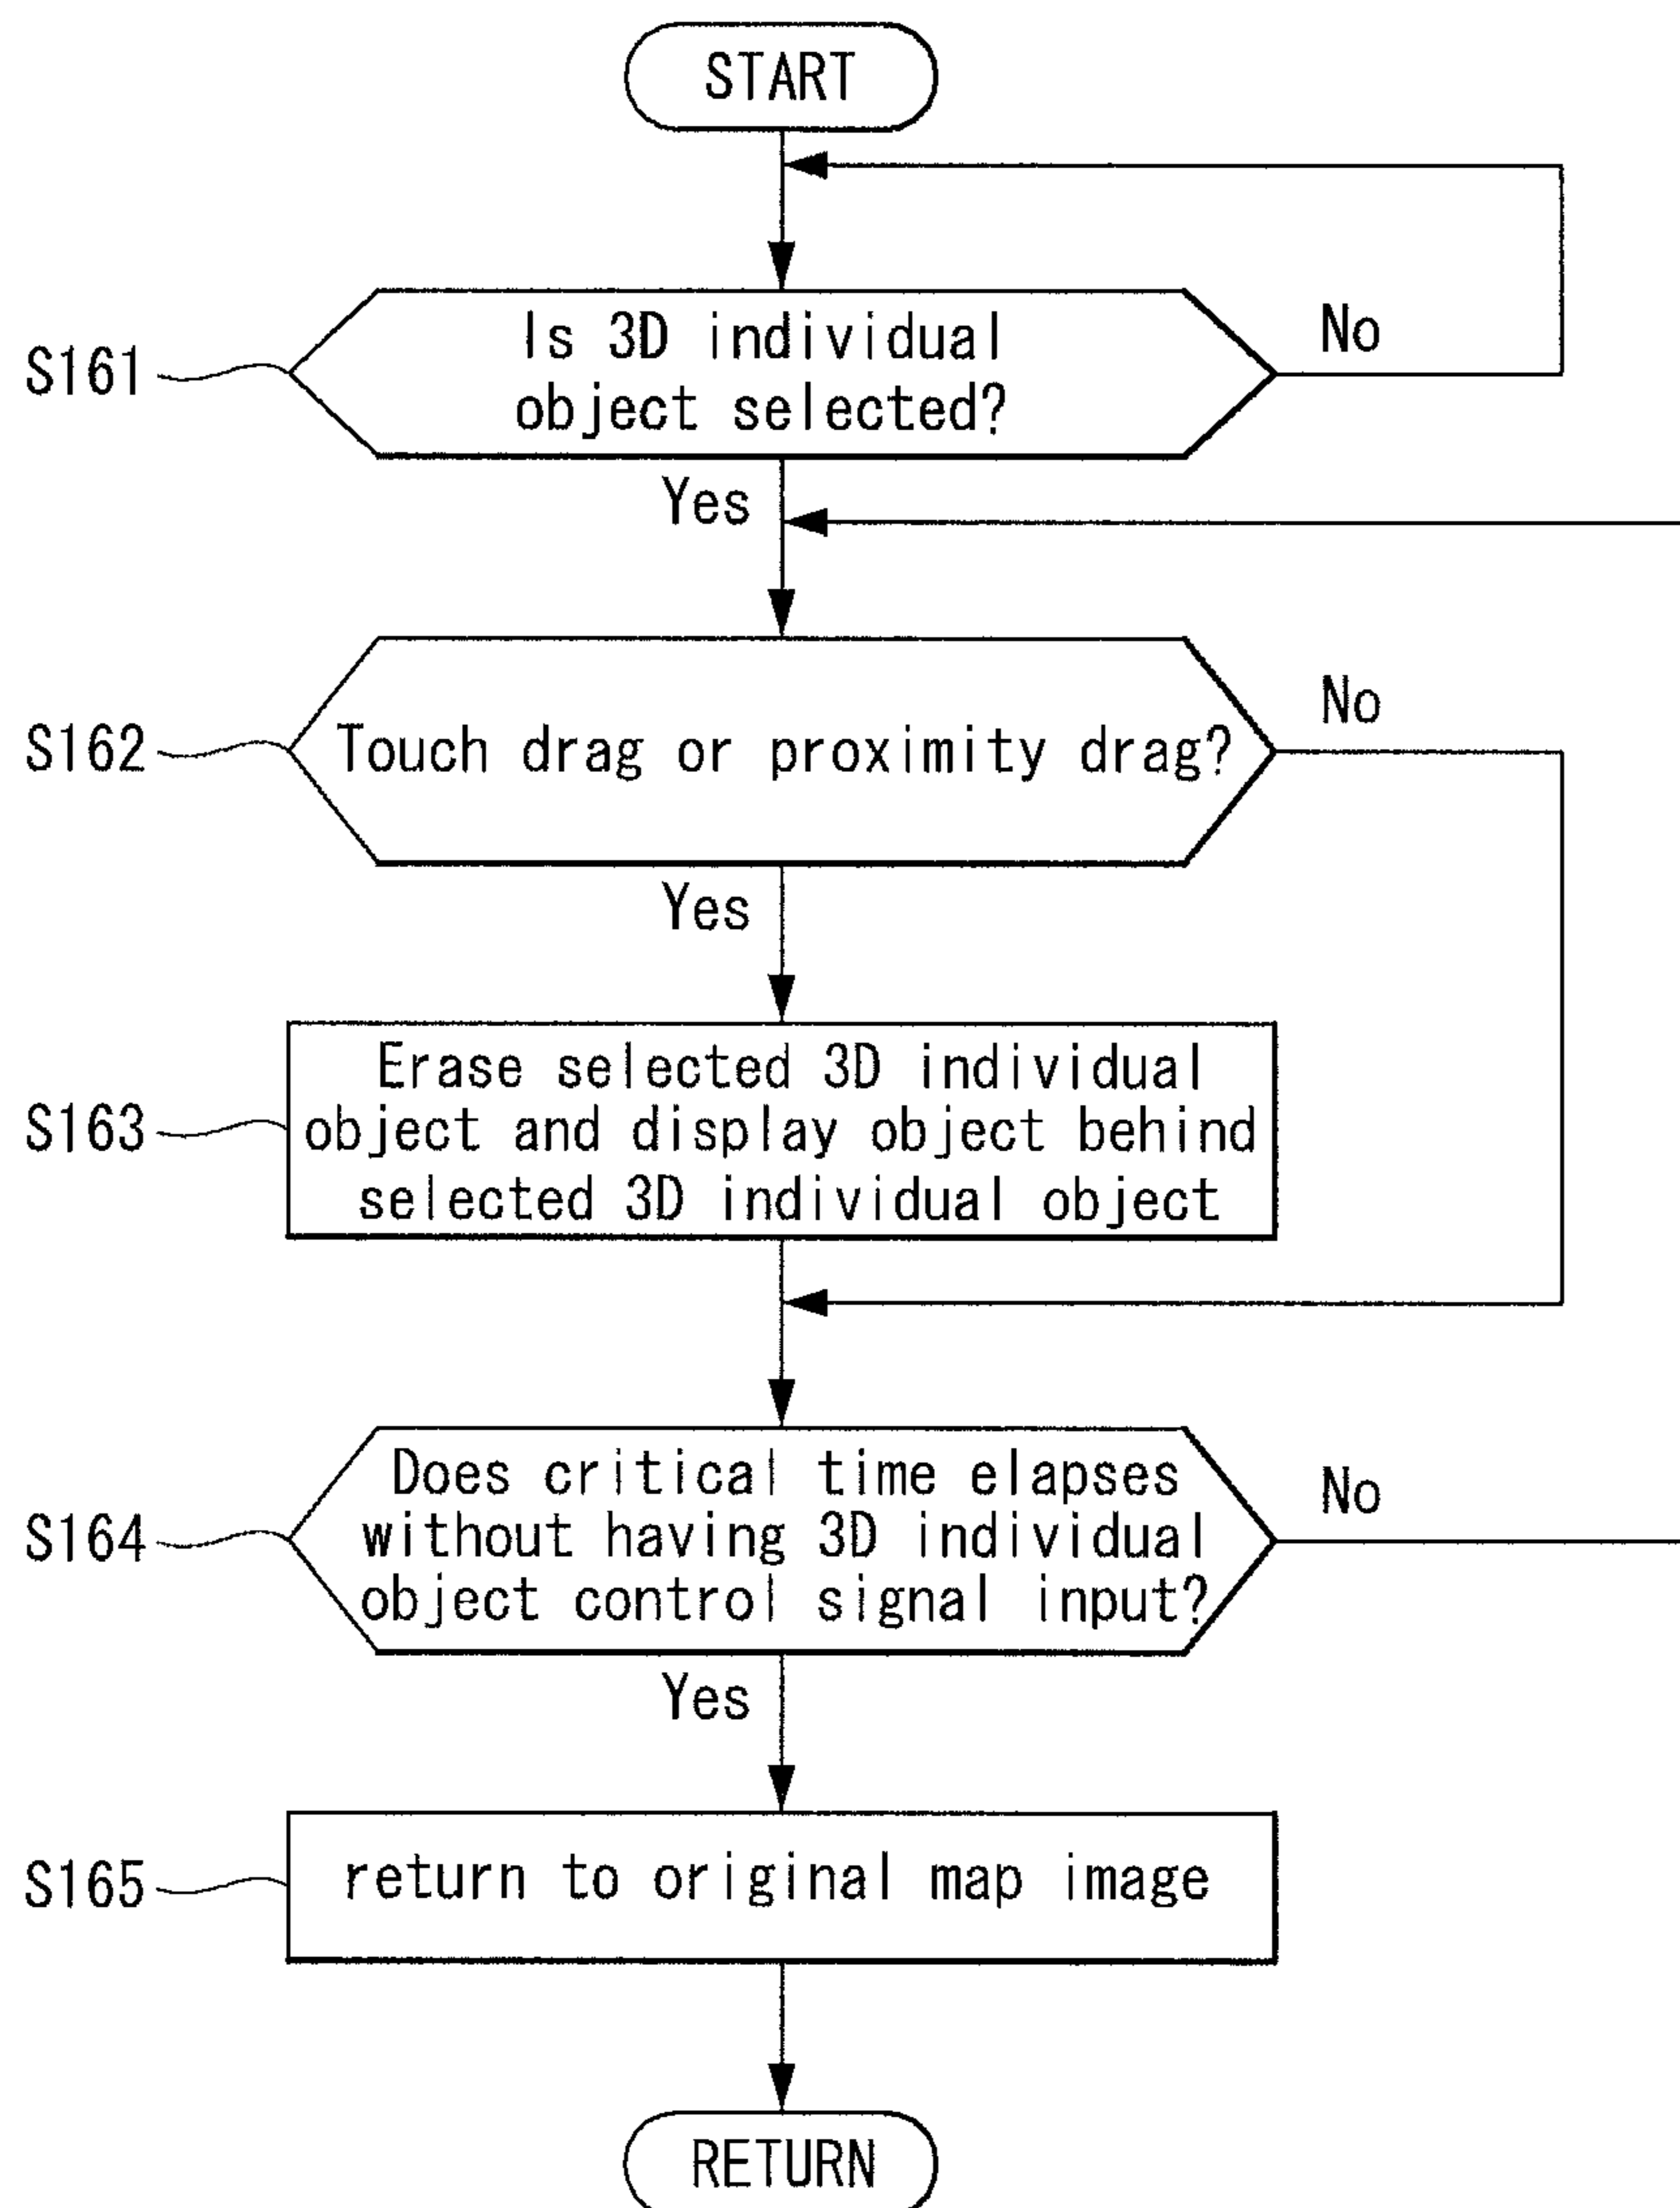 START
S161
Is 3D individual
object selected?
No
Yes
S162
Touch drag or proximity drag?
No
Yes
S163
Erase selected 3D individual
object and display object behind
selected 3D individual object
S164
Does critical time elapses
without having 3D individual
object control signal input?
No
Yes
S165
return to original map image
RETURN